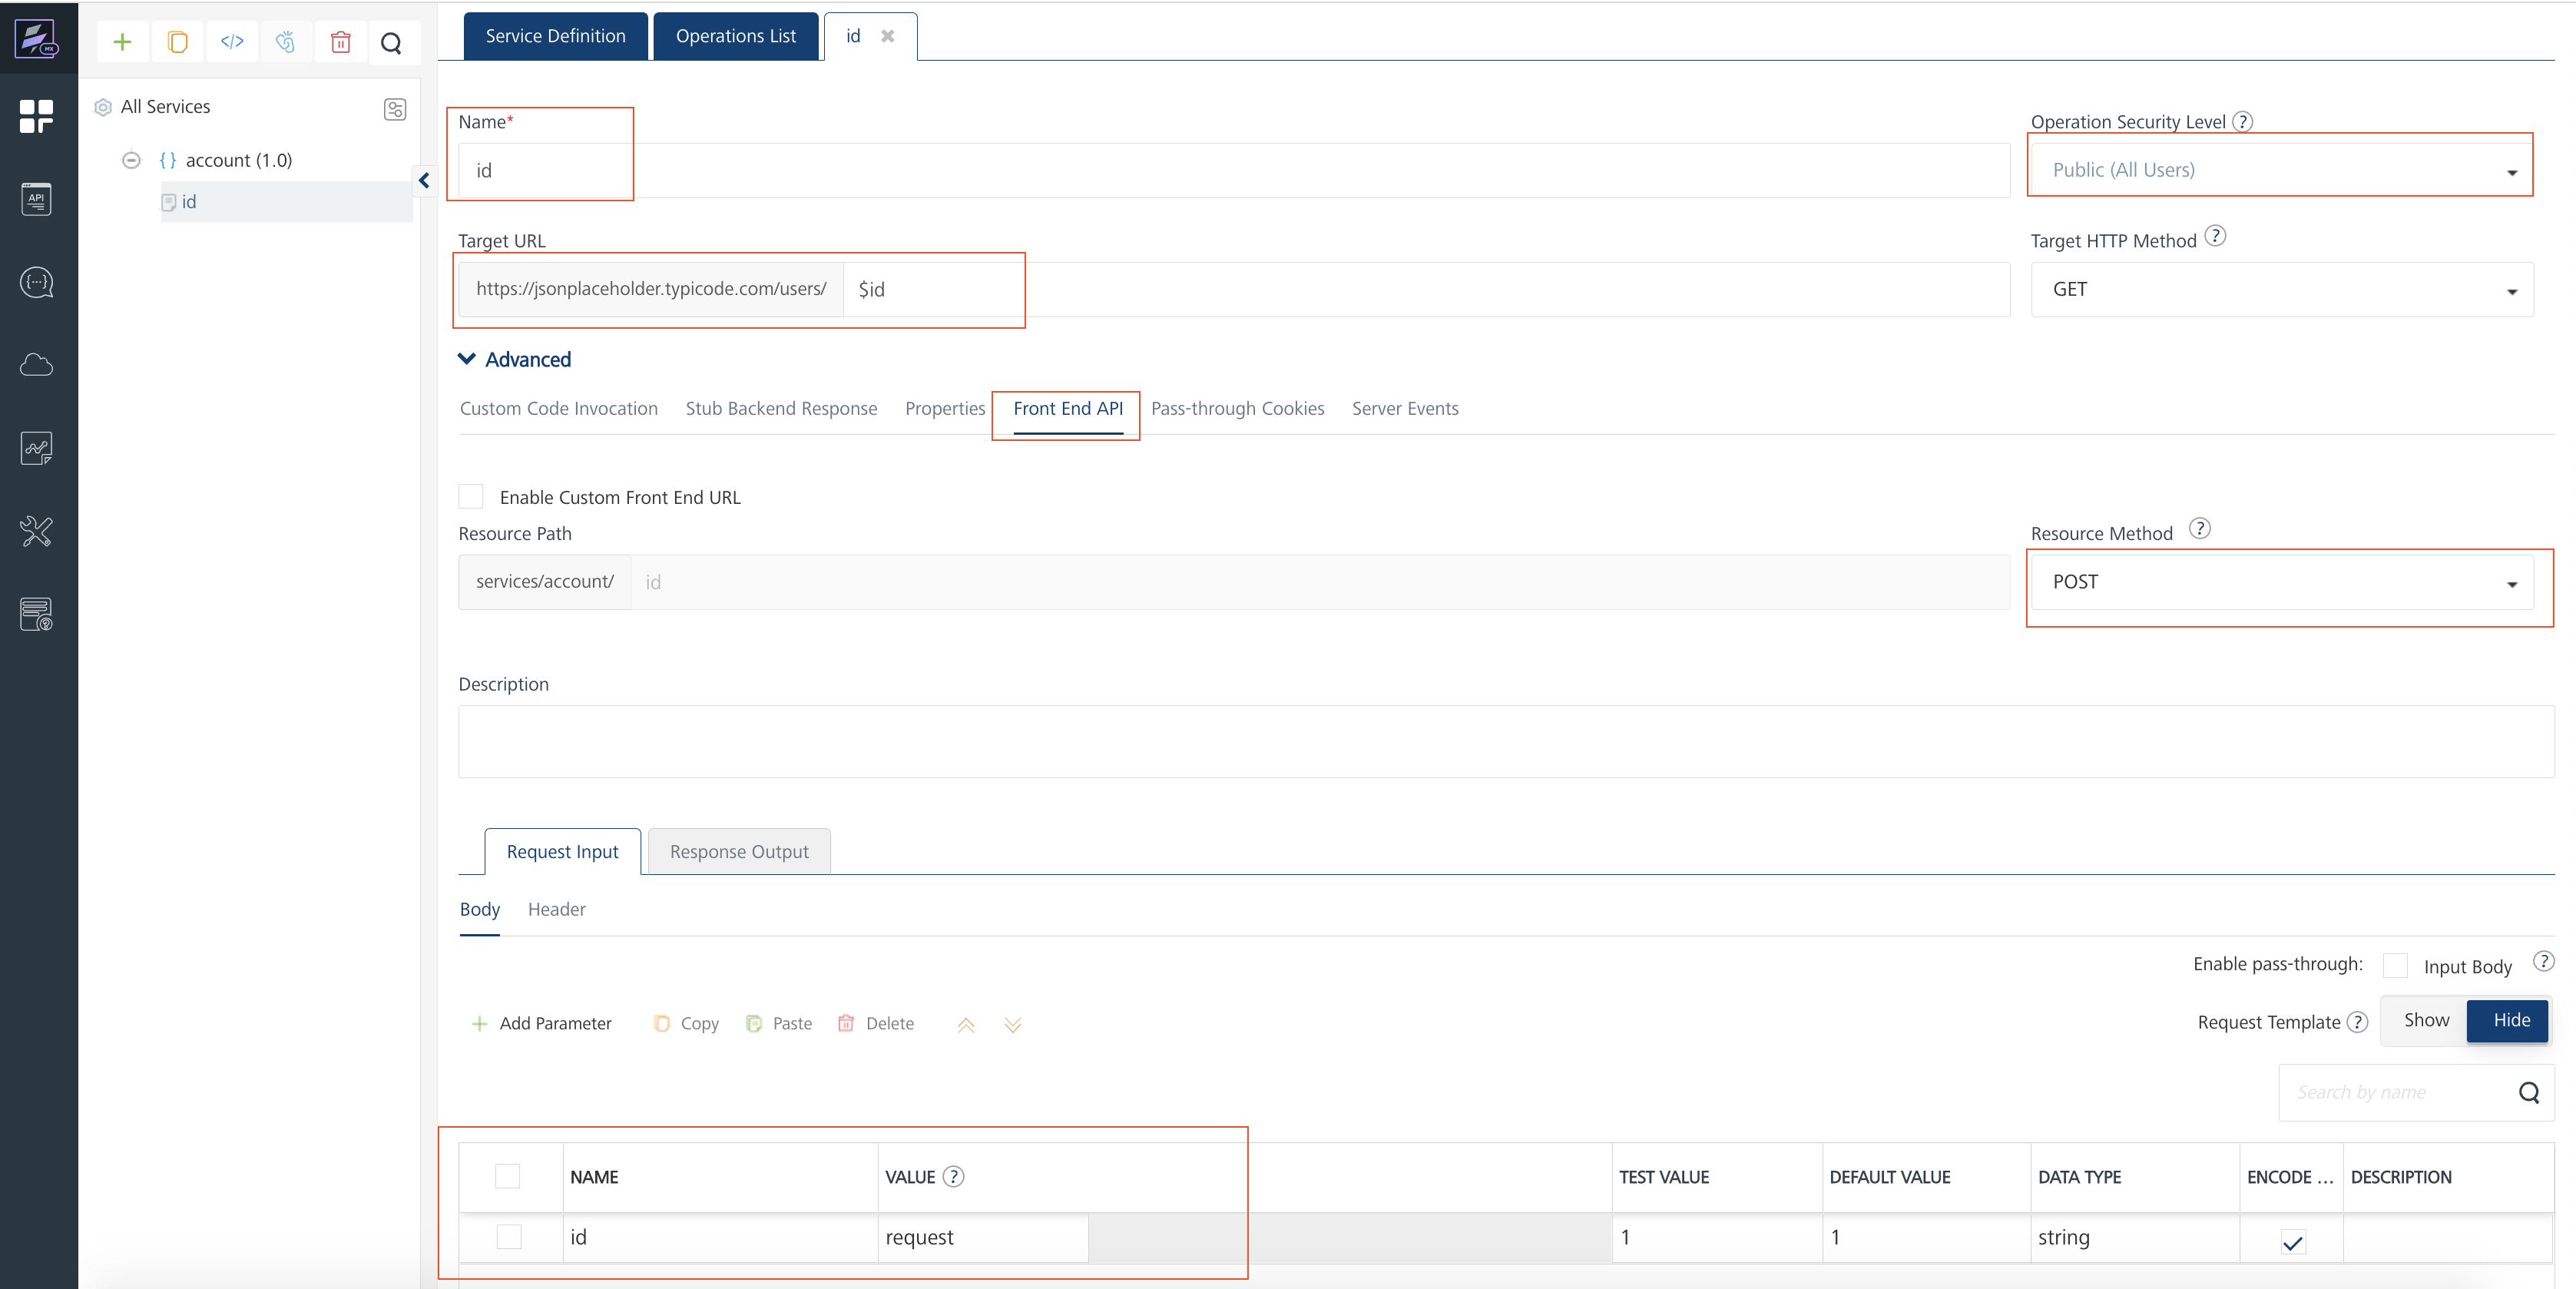 Service Definition
Operations List
id
All Services
{ } account (1.0)
id
Name*
id
Operation Security Level ?
Public (All Users)
Target URL
https://jsonplaceholder.typicode.com/users/ $id
Target HTTP Method ?
GET
Advanced
Custom Code Invocation
Stub Backend Response
Properties
Front End API
Pass-through Cookies
Server Events
Enable Custom Front End URL
Resource Path
services/account/ id
Resource Method ?
POST
Description
Request Input
Response Output
Body
Header
Enable pass-through: Input Body ?
+ Add Parameter
Copy
Paste
Delete
Request Template ? Show Hide
Search by name
NAME VALUE ? TEST VALUE DEFAULT VALUE DATA TYPE ENCODE ... DESCRIPTION
id request 1 1 string
API
MX